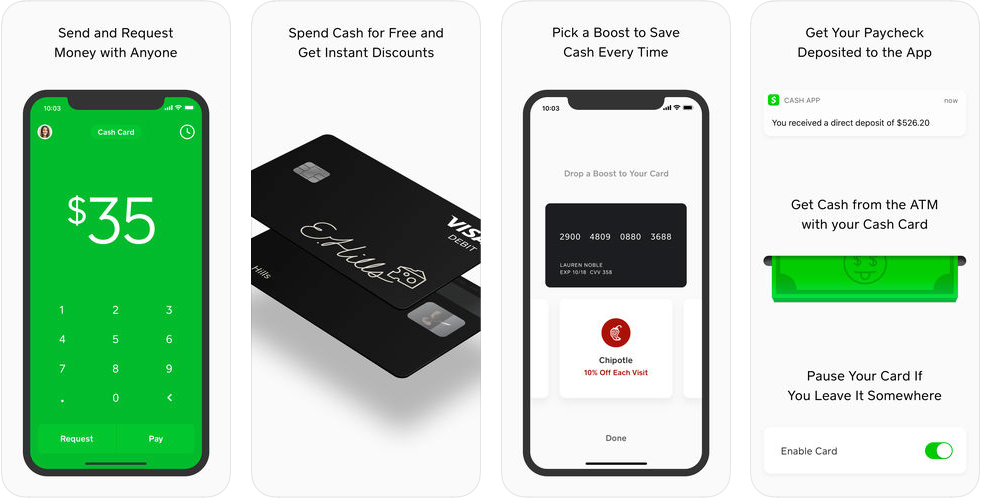 Send and Request
Money with Anyone
10:03
Cash Card
$35
1 2 3
4 5 6
7 8 9
. 0 <
Request Pay
Spend Cash for Free and
Get Instant Discounts
VISA
DEBIT
E. Hills
Hills
Pick a Boost to Save
Cash Every Time
10:03
Drop a Boost to Your Card
2900 4809 0880 3688
LAUREN NOBLE
EXP 10/18 CVV 358
Chipotle
10% Off Each Visit
Done
Get Your Paycheck
Deposited to the App
$ CASH APP now
You received a direct deposit of $526.20
Get Cash from the ATM
with your Cash Card
$ $
Pause Your Card If
You Leave It Somewhere
Enable Card